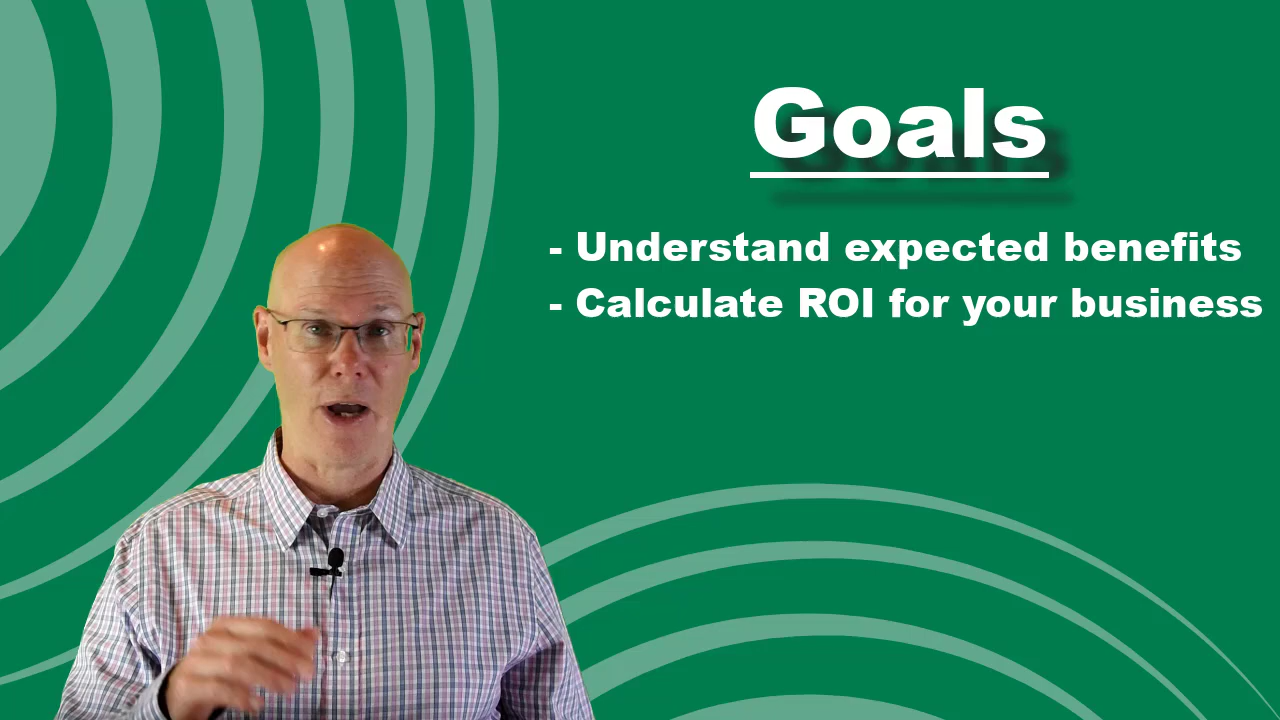 Goals
- Understand expected benefits
- Calculate ROI for your business